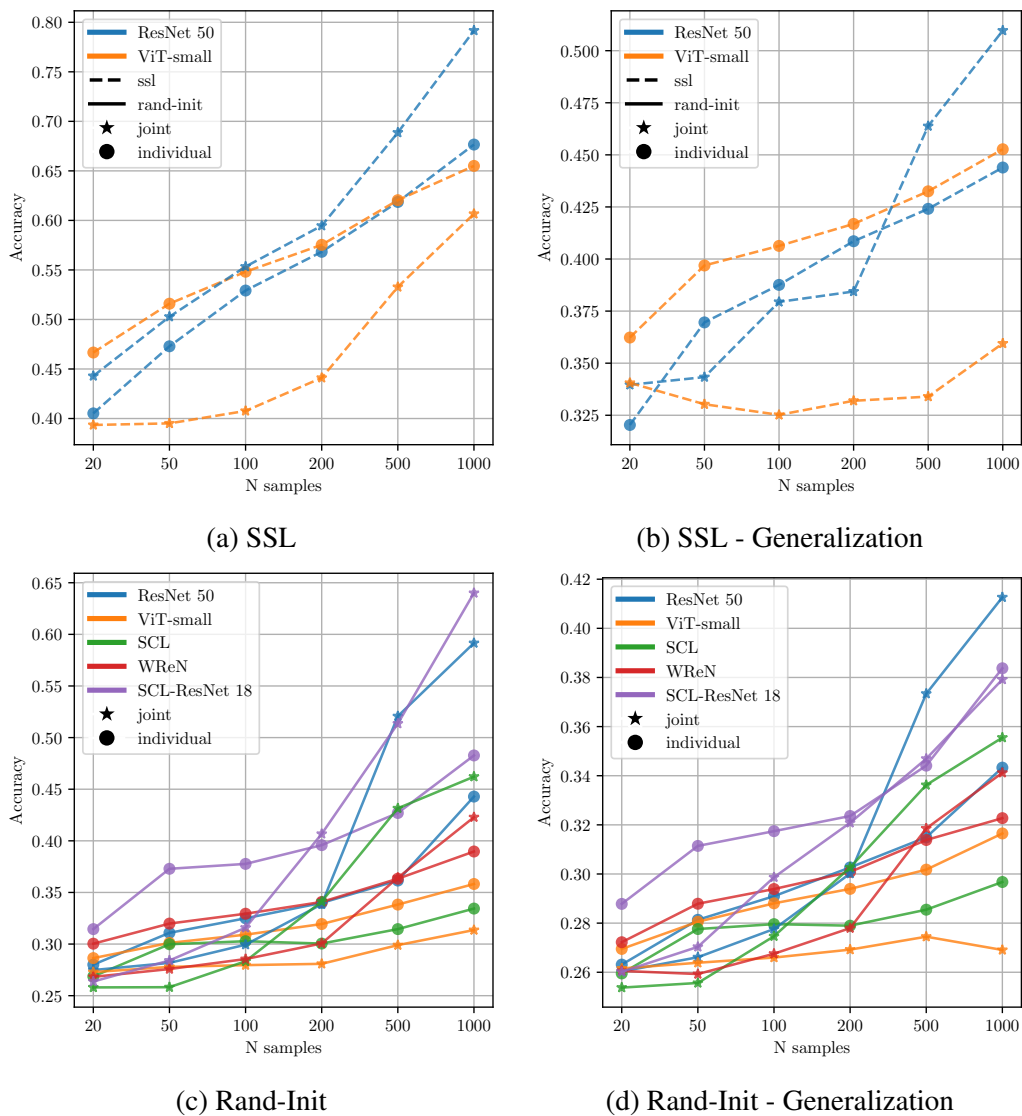 0.80
0.75
0.70
0.65
0.60
0.55
0.50
0.45
0.40
Accuracy
ResNet 50
ViT-small
ssl
rand-init
joint
individual
20 50 100 200 500 1000
N samples
(a) SSL
0.500
0.475
0.450
0.425
0.400
0.375
0.350
0.325
Accuracy
ResNet 50
ViT-small
ssl
rand-init
joint
individual
20 50 100 200 500 1000
N samples
(b) SSL - Generalization
0.65
0.60
0.55
0.50
0.45
0.40
0.35
0.30
0.25
Accuracy
ResNet 50
ViT-small
SCL
WReN
SCL-ResNet 18
joint
individual
20 50 100 200 500 1000
N samples
(c) Rand-Init
0.42
0.40
0.38
0.36
0.34
0.32
0.30
0.28
0.26
Accuracy
ResNet 50
ViT-small
SCL
WReN
SCL-ResNet 18
joint
individual
20 50 100 200 500 1000
N samples
(d) Rand-Init - Generalization